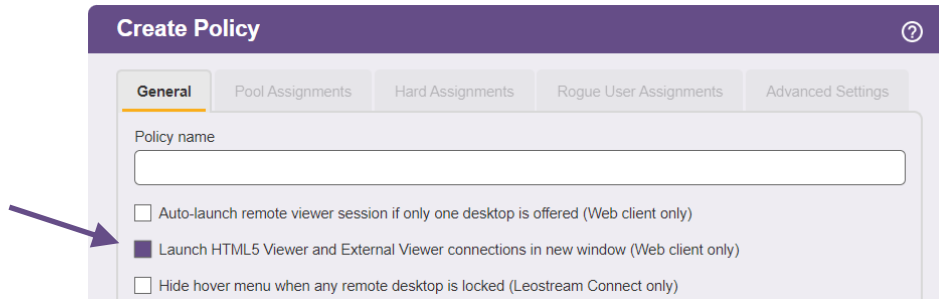 Create Policy
?
General Pool Assignments Hard Assignments Rogue User Assignments Advanced Settings
Policy name
Auto-launch remote viewer session if only one desktop is offered (Web client only)
Launch HTML5 Viewer and External Viewer connections in new window (Web client only)
Hide hover menu when any remote desktop is locked (Leostream Connect only)